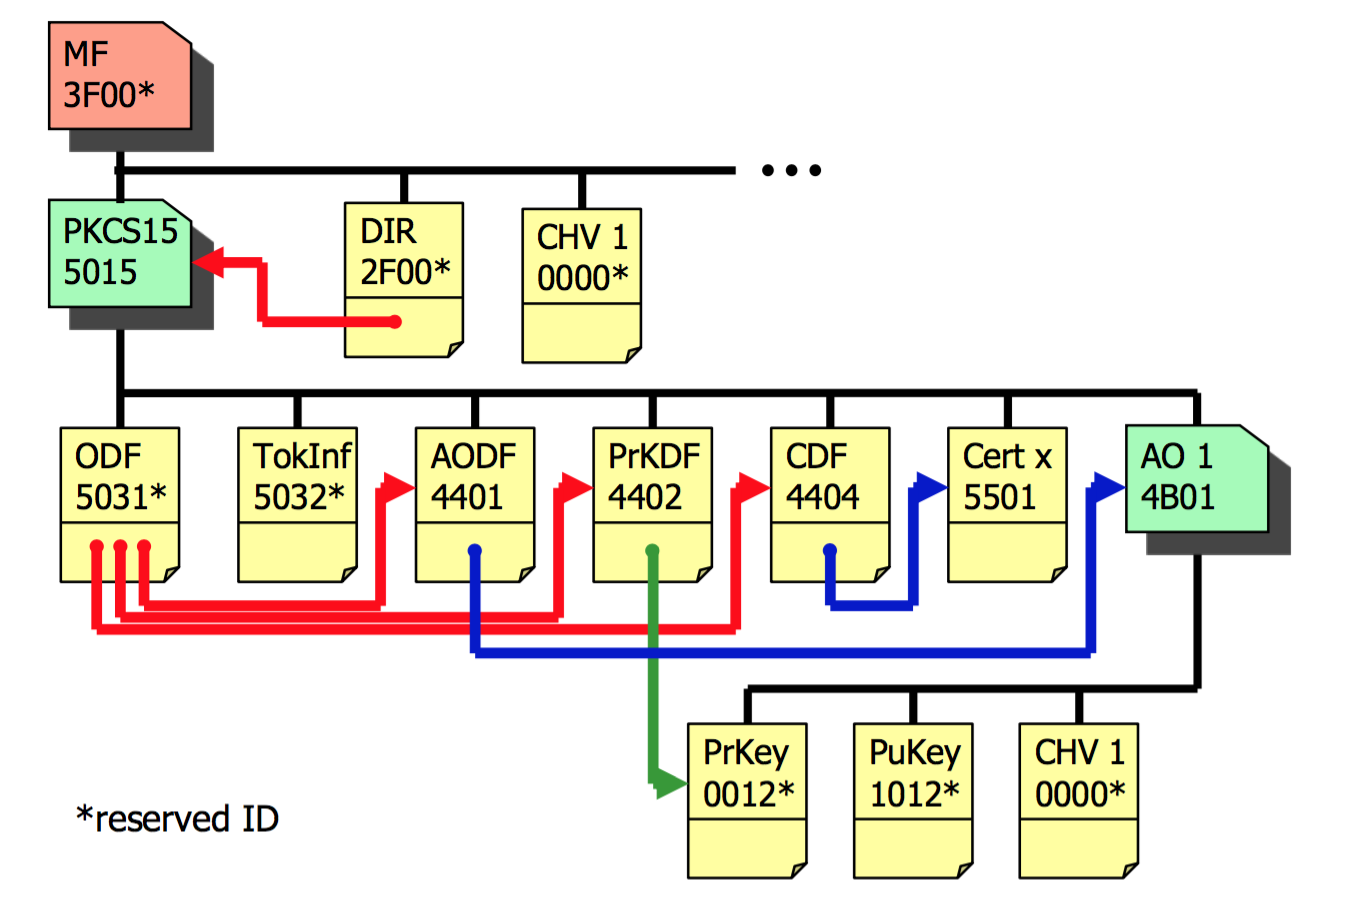 MF
3F00*
PKCS15
5015
DIR
2F00*
CHV 1
0000*
ODF
5031*
TokInf
5032*
AODF
4401
PrKDF
4402
CDF
4404
Cert x
5501
AO 1
4B01
PrKey
0012*
PuKey
1012*
CHV 1
0000*
*reserved ID